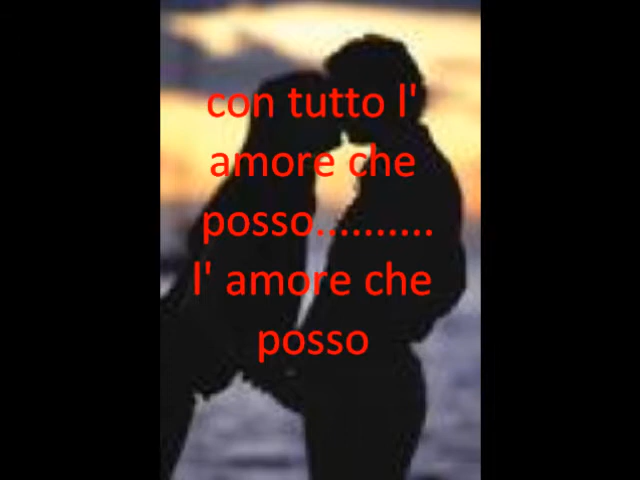 con tutto l'
amore che
posso..........
l' amore che
posso